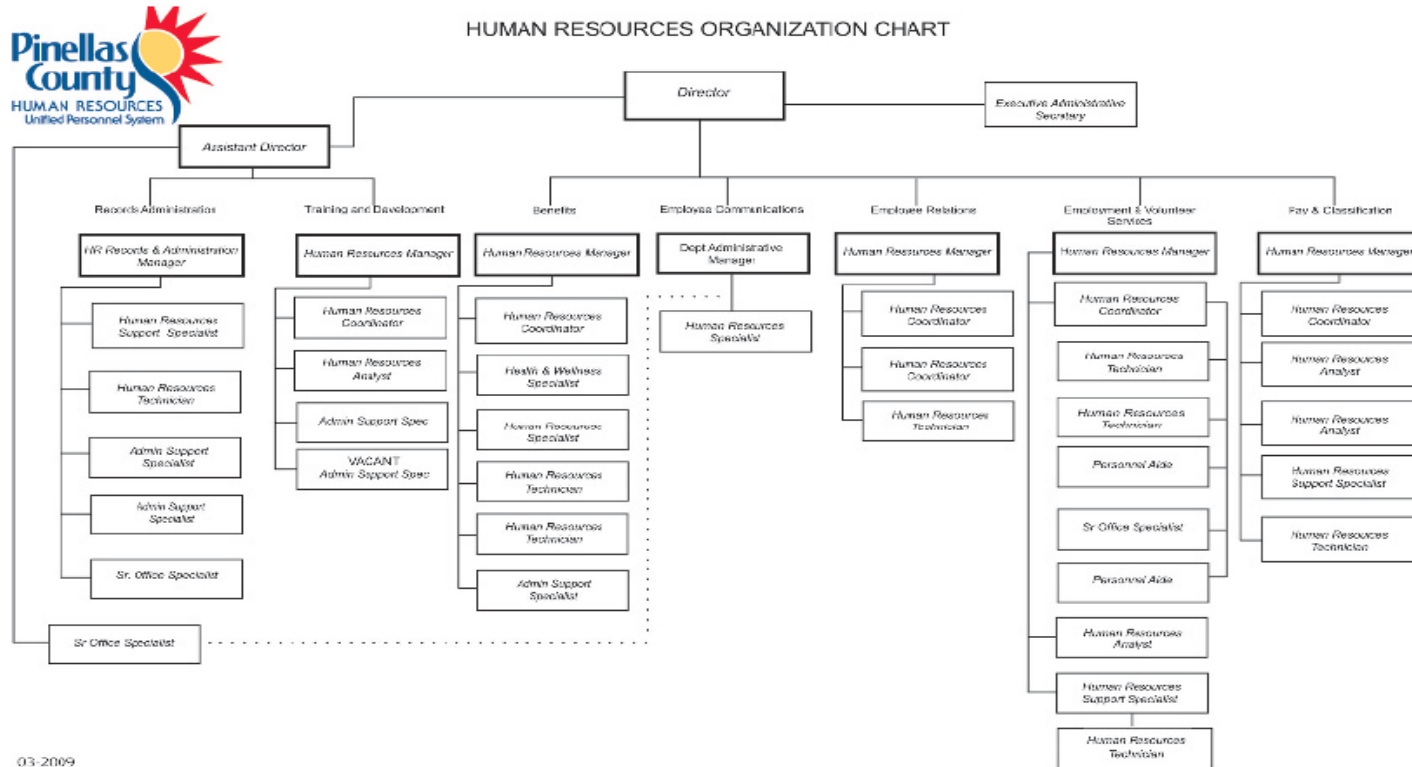 Pinellas
County
HUMAN RESOURCES
Unified Personnel System
HUMAN RESOURCES ORGANIZATION CHART
Director
Executive Administrative
Secretary
Assistant Director
Records Administration
Training and Development
Benefits
Employee Communications
Employee Relations
Employment & Volunteer
Services
Pay & Classification
HR Records & Administration
Manager
Human Resources Manager
Human Resources Manager
Dept Administrative
Manager
Human Resources Manager
Human Resources Manager
Human Resources Manager
Human Resources
Support Specialist
Human Resources
Technician
Admin Support
Specialist
Admin Support
Specialist
Sr. Office Specialist
Sr Office Specialist
Human Resources
Coordinator
Human Resources
Analyst
Admin Support Spec
VACANT
Admin Support Spec
Human Resources
Coordinator
Health & Wellness
Specialist
Human Resources
Specialist
Human Resources
Technician
Human Resources
Technician
Admin Support
Specialist
Human Resources
Specialist
Human Resources
Coordinator
Human Resources
Coordinator
Human Resources
Technician
Human Resources
Coordinator
Human Resources
Technician
Human Resources
Technician
Personnel Aide
Sr Office Specialist
Personnel Aide
Human Resources
Analyst
Human Resources
Support Specialist
Human Resources
Technician
Human Resources
Coordinator
Human Resources
Analyst
Human Resources
Analyst
Human Resources
Support Specialist
Human Resources
Technician
03-2009